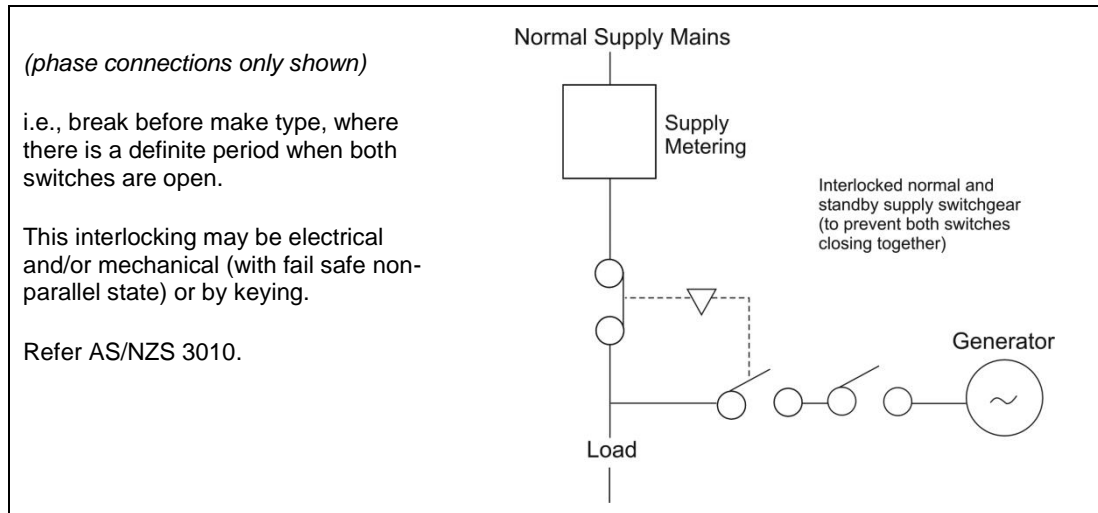 (phase connections only shown)
i.e., break before make type, where
there is a definite period when both
switches are open.
This interlocking may be electrical
and/or mechanical (with fail safe non-
parallel state) or by keying.
Refer AS/NZS 3010.
Normal Supply Mains
Supply
Metering
Interlocked normal and
standby supply switchgear
(to prevent both switches
closing together)
Generator
Load